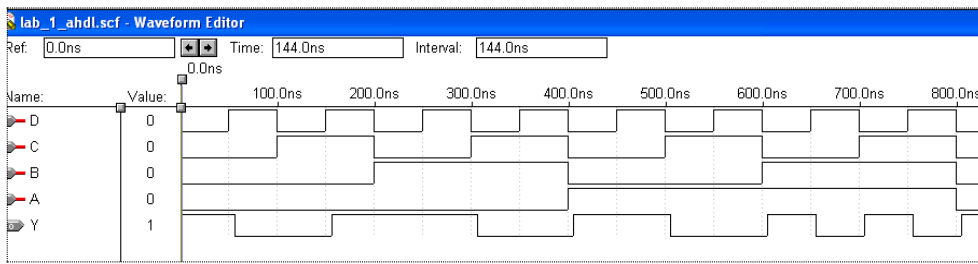 lab_1_ahdl.scf - Waveform Editor
Ref: 0.0ns Time: 144.0ns Interval: 144.0ns
0.0ns
100.0ns 200.0ns 300.0ns 400.0ns 500.0ns 600.0ns 700.0ns 800.0ns
Name: Value:
D 0
C 0
B 0
A 0
Y 1